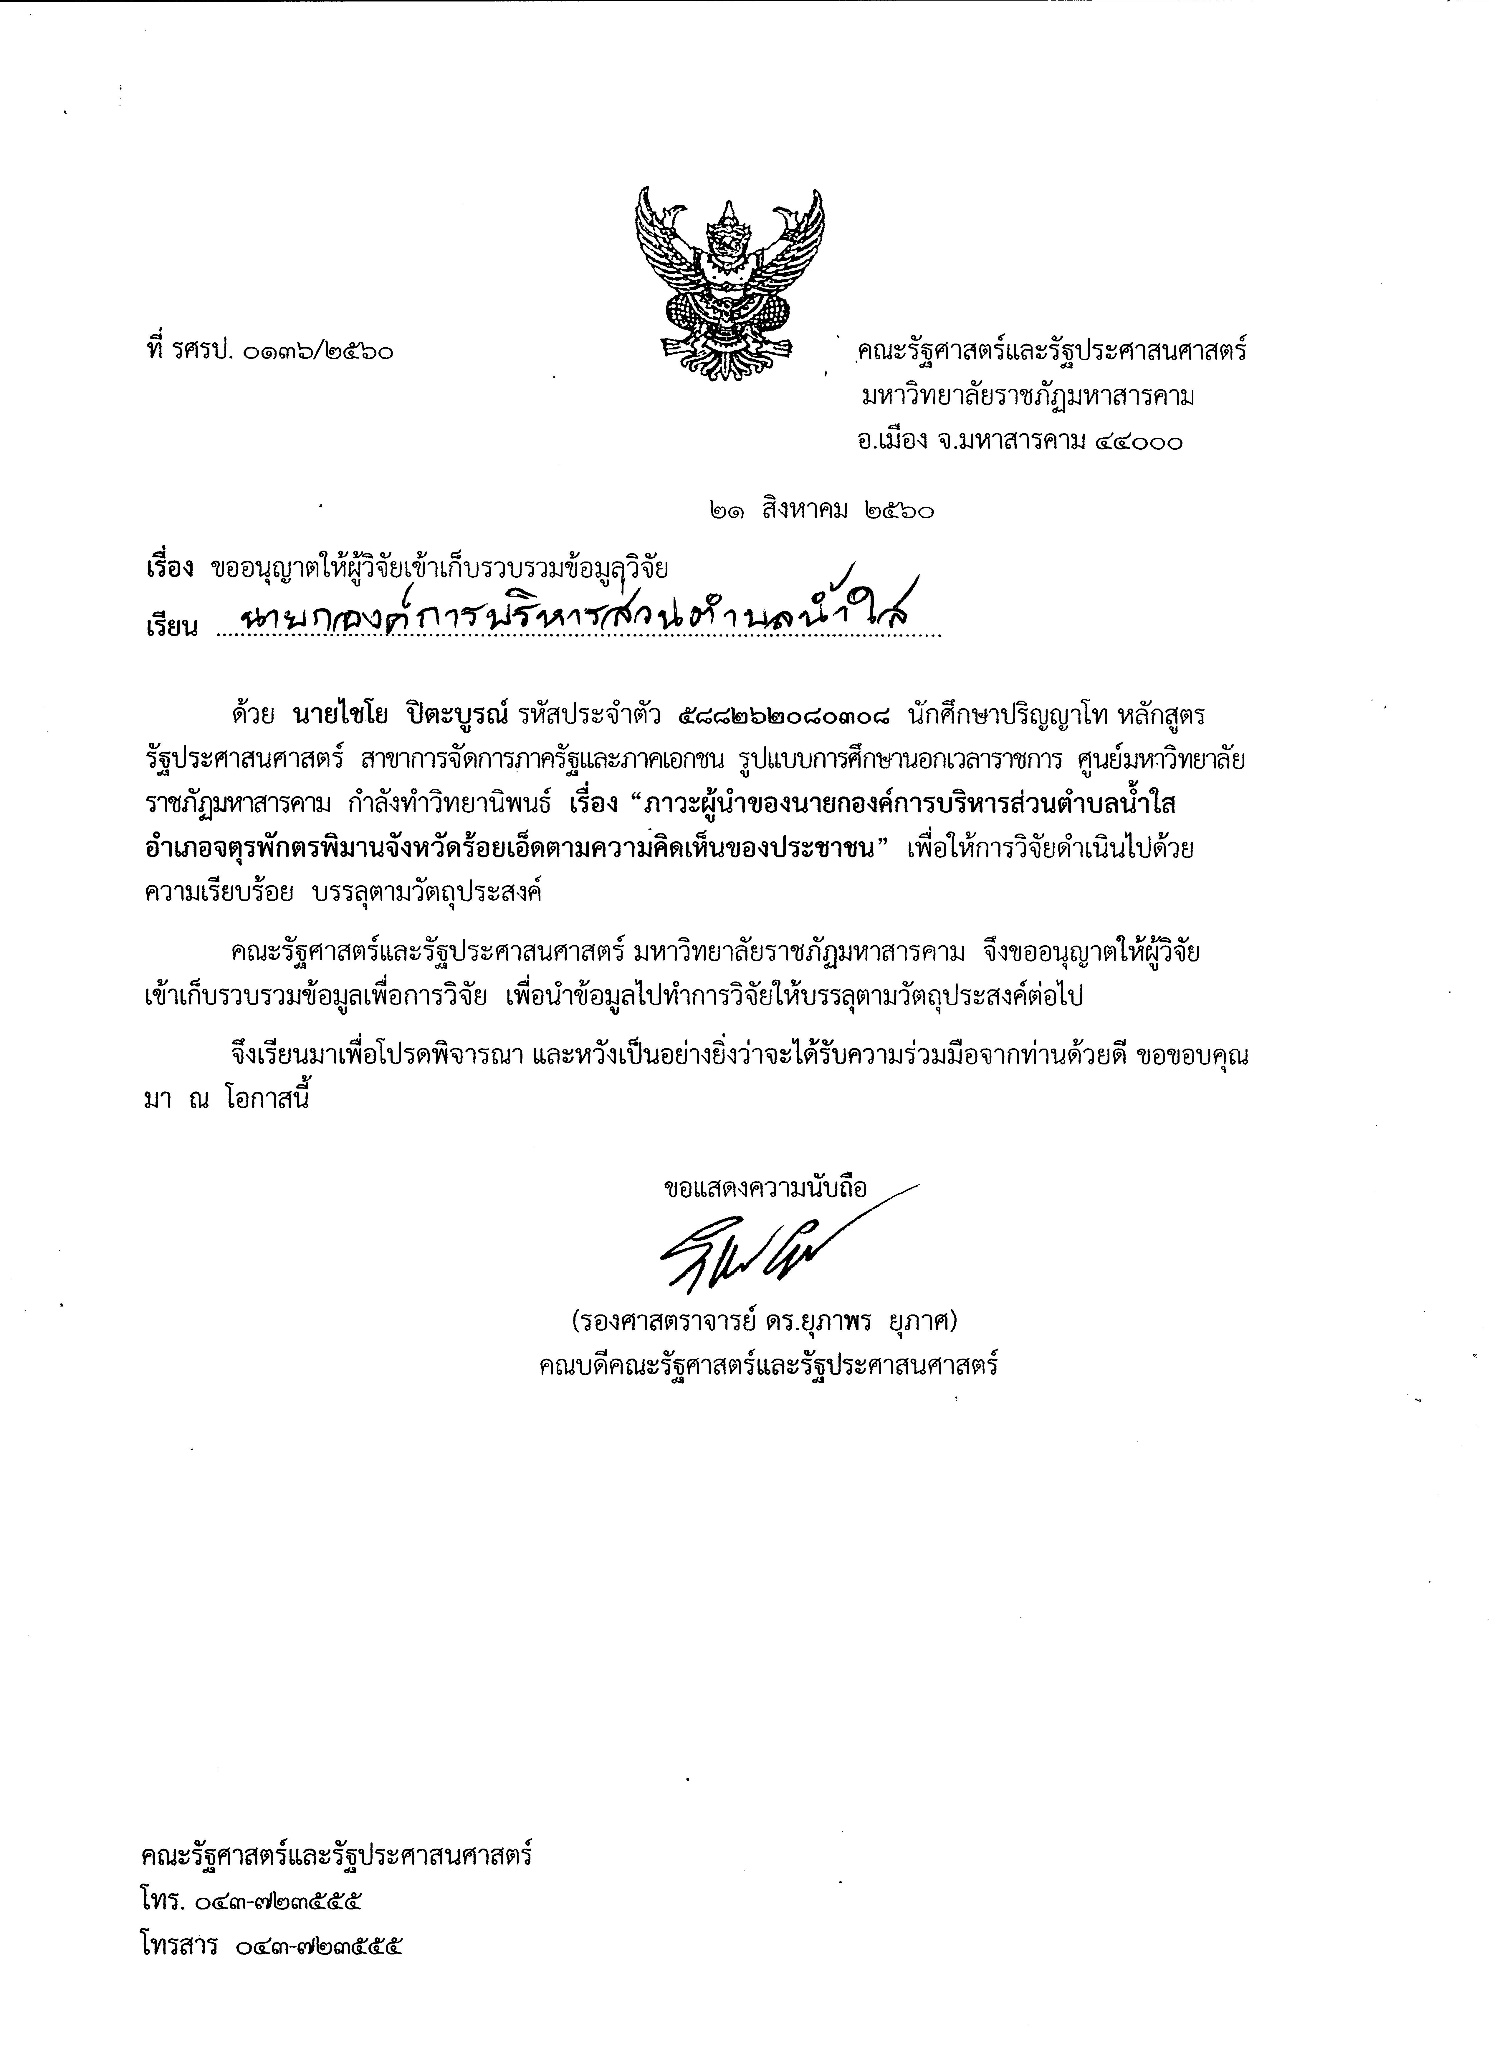 ที่ รศรป. ๐๑๓๖/๒๕๖๐
คณะรัฐศาสตร์และรัฐประศาสนศาสตร์
มหาวิทยาลัยราชภัฏมหาสารคาม
อ.เมือง จ.มหาสารคาม ๔๔๐๐๐
๒๑ สิงหาคม ๒๕๖๐
เรื่อง ขออนุญาตให้ผู้วิจัยเข้าเก็บรวบรวมข้อมูลวิจัย
เรียน นายกองค์การบริหารส่วนตำบลน้ำใส
ด้วย นายไชโย ปิตะบูรณ์ รหัสประจำตัว ๕๘๘๒๖๒๐๘๐๓๐๘ นักศึกษาปริญญาโท หลักสูตร
รัฐประศาสนศาสตร์ สาขาการจัดการภาครัฐและภาคเอกชน รูปแบบการศึกษานอกเวลาราชการ ศูนย์มหาวิทยาลัย
ราชภัฏมหาสารคาม กำลังทำวิทยานิพนธ์ เรื่อง “ภาวะผู้นำของนายกองค์การบริหารส่วนตำบลน้ำใส
อำเภอจตุรพักตรพิมานจังหวัดร้อยเอ็ดตามความคิดเห็นของประชาชน” เพื่อให้การวิจัยดำเนินไปด้วย
ความเรียบร้อย บรรลุตามวัตถุประสงค์
คณะรัฐศาสตร์และรัฐประศาสนศาสตร์ มหาวิทยาลัยราชภัฏมหาสารคาม จึงขออนุญาตให้ผู้วิจัย
เข้าเก็บรวบรวมข้อมูลเพื่อการวิจัย เพื่อนำข้อมูลไปทำการวิจัยให้บรรลุตามวัตถุประสงค์ต่อไป
จึงเรียนมาเพื่อโปรดพิจารณา และหวังเป็นอย่างยิ่งว่าจะได้รับความร่วมมือจากท่านด้วยดี ขอขอบคุณ
มา ณ โอกาสนี้
ขอแสดงความนับถือ
(รองศาสตราจารย์ ดร.ยุภาพร ยุภาศ)
คณบดีคณะรัฐศาสตร์และรัฐประศาสนศาสตร์
คณะรัฐศาสตร์และรัฐประศาสนศาสตร์
โทร. ๐๔๓-๗๒๓๕๕๕
โทรสาร ๐๔๓-๗๒๓๕๕๕